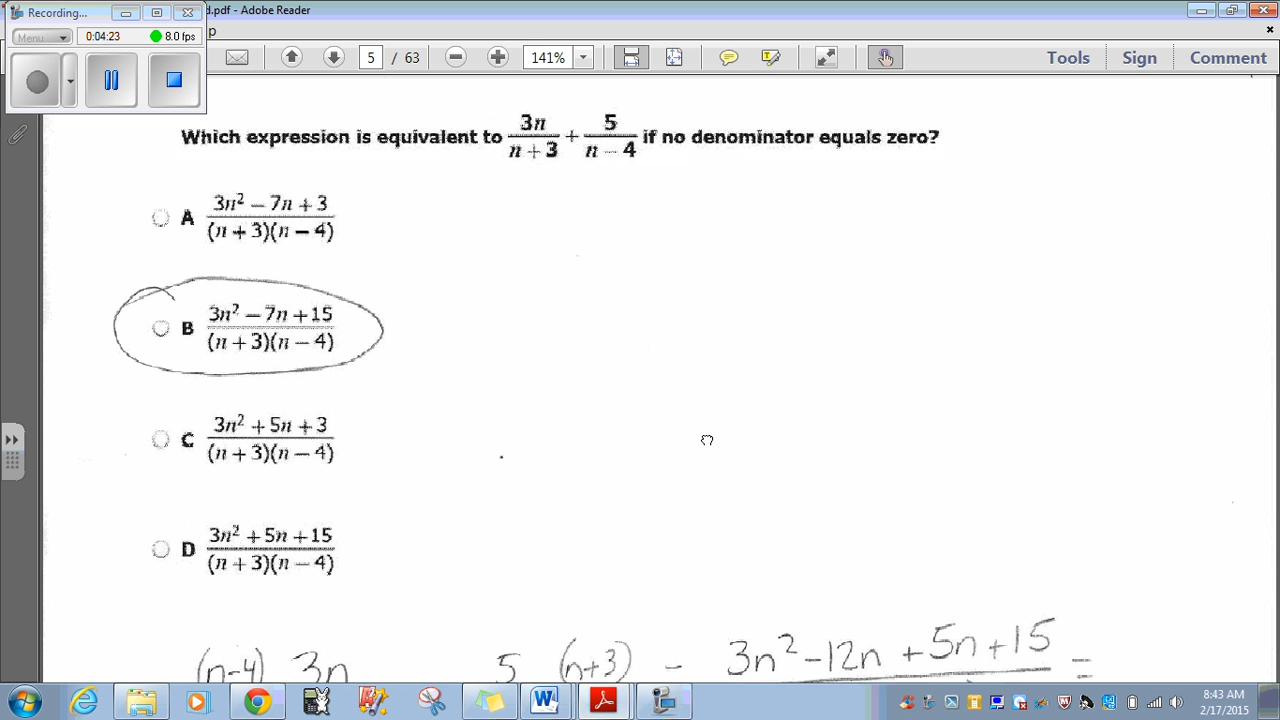 Recording...
d.pdf - Adobe Reader
Menu
0:04:23
8.0 fps
p
5 / 63
141%
Tools
Sign
Comment
Which expression is equivalent to 3n/(n + 3) + 5/(n − 4) if no denominator equals zero?
A
3n² − 7n + 3
(n + 3)(n − 4)
B
3n² − 7n + 15
(n + 3)(n − 4)
C
3n² + 5n + 3
(n + 3)(n − 4)
D
3n² + 5n + 15
(n + 3)(n − 4)
(n-4) 3n 5 (n+3) - 3n² -12n +5n +15 =
8:43 AM
2/17/2015